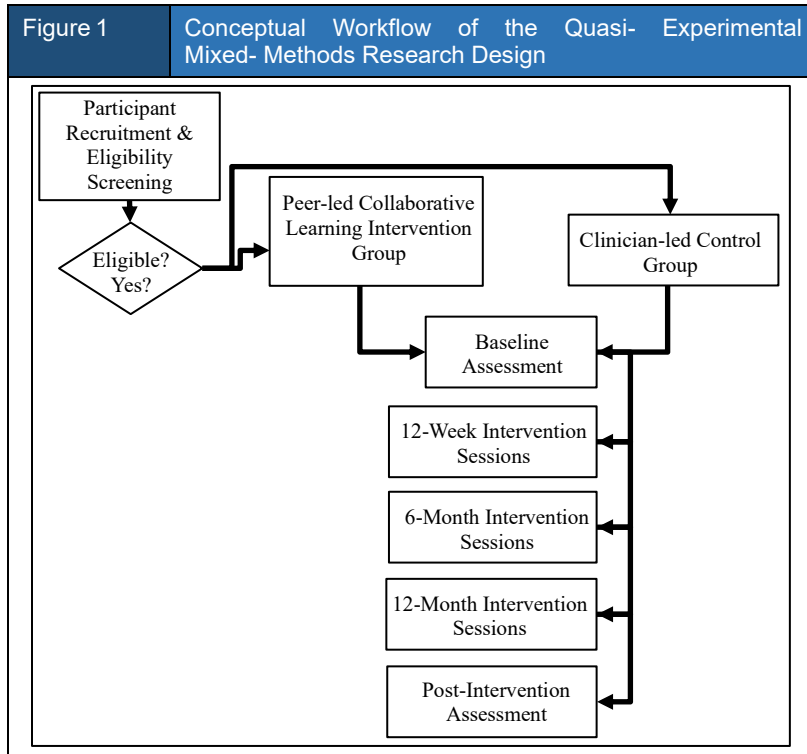 Figure 1
Conceptual Workflow of the Quasi- Experimental
Mixed- Methods Research Design
Participant
Recruitment &
Eligibility
Screening
Eligible?
Yes?
Peer-led Collaborative
Learning Intervention
Group
Clinician-led Control
Group
Baseline
Assessment
12-Week Intervention
Sessions
6-Month Intervention
Sessions
12-Month Intervention
Sessions
Post-Intervention
Assessment